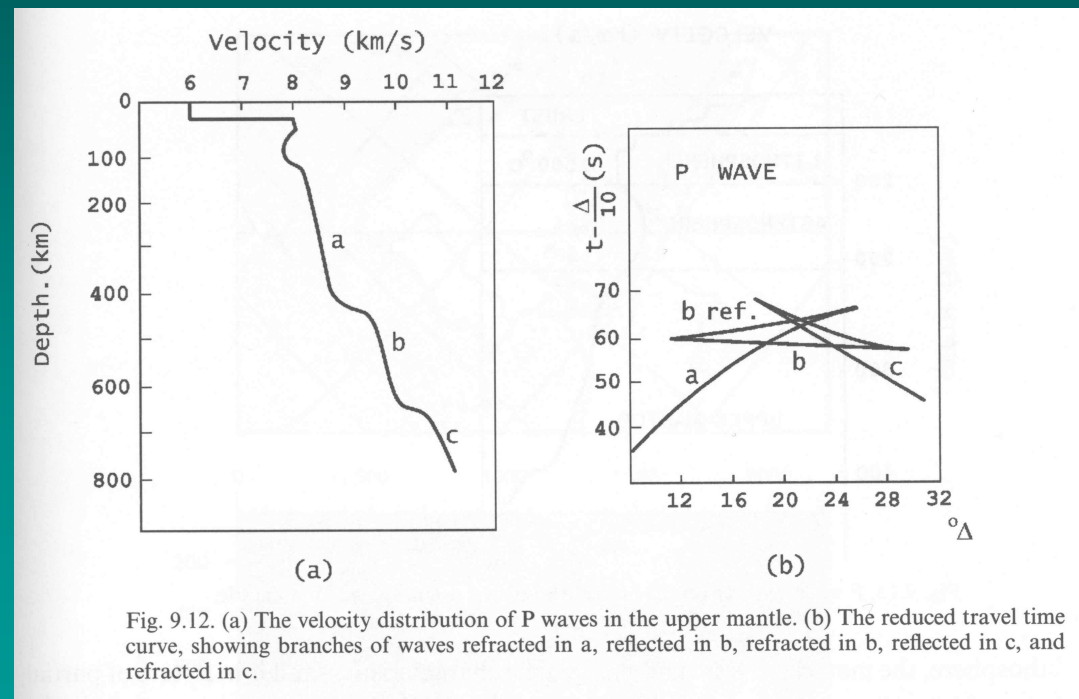 Velocity (km/s)
6 7 8 9 10 11 12
Depth.(km)
0
100
200
400
600
800
a
b
c
(a)
P WAVE
t-Δ/10(s)
70
60
50
40
b ref.
a
b
c
12 16 20 24 28 32
°Δ
(b)
Fig. 9.12. (a) The velocity distribution of P waves in the upper mantle. (b) The reduced travel time
curve, showing branches of waves refracted in a, reflected in b, refracted in b, reflected in c, and
refracted in c.